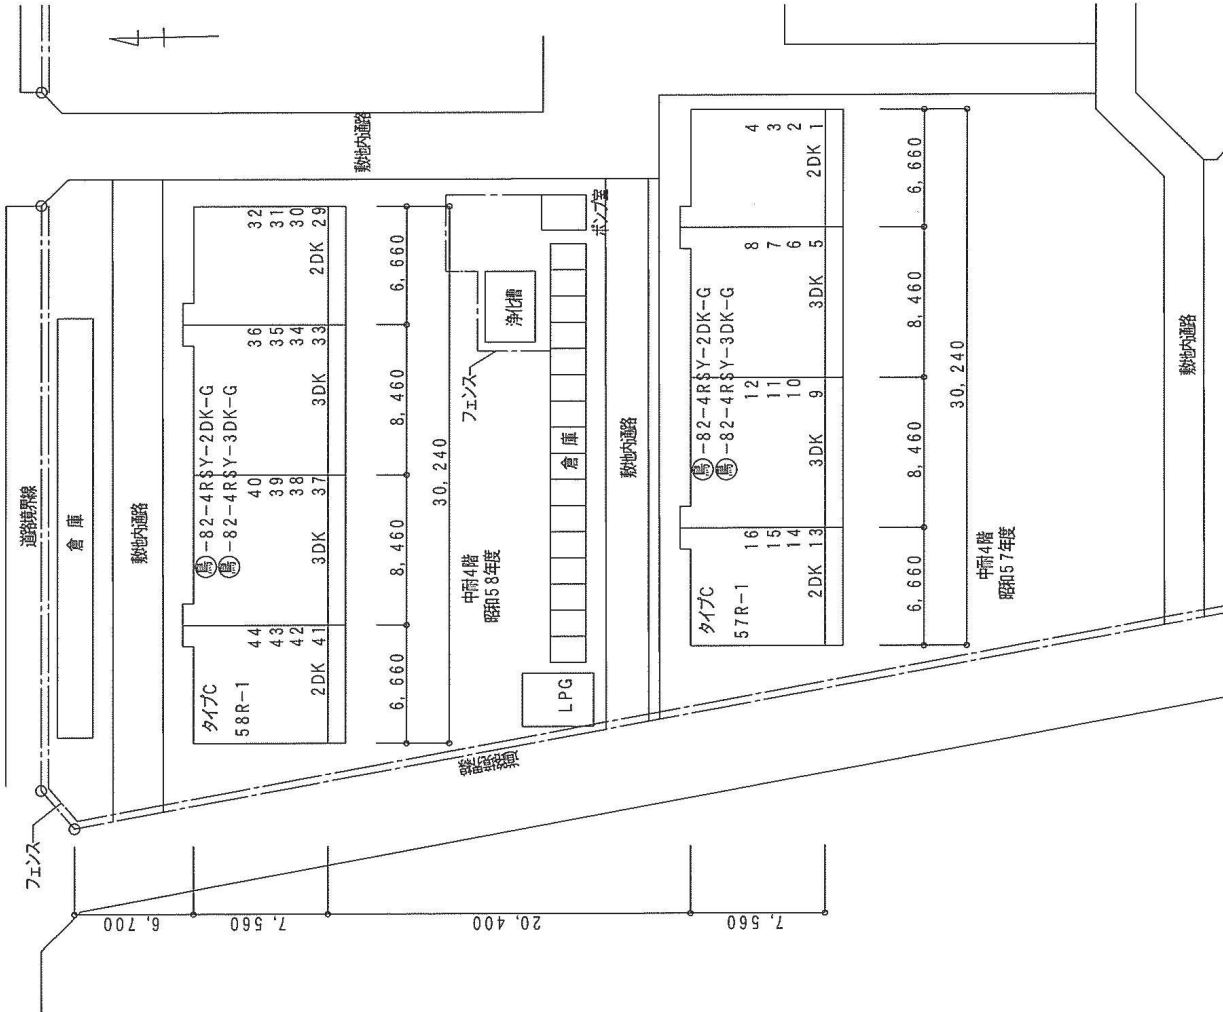 フェンス
道路境界線
倉庫
敷地内通路
敷地内通路
タイプC
58R-1
㊞-82-4RSY-2DK-G
㊞-82-4RSY-3DK-G
44
43
42
2DK 41
40
39
38
3DK 37
36
35
34
3DK 33
32
31
30
2DK 29
6,660
8,460
8,460
6,660
30,240
中耐4階
昭和58年度
フェンス
浄化槽
ポンプ室
LPG
倉庫
道路境界線
敷地内通路
タイプC
57R-1
鳥-82-4RSY-2DK-G
鳥-82-4RSY-3DK-G
16
15
14
2DK 13
12
11
10
3DK 9
8
7
6
3DK 5
4
3
2
2DK 1
6,660
8,460
8,460
6,660
30,240
中耐4階
昭和57年度
敷地内通路
6,700
7,560
20,400
7,560